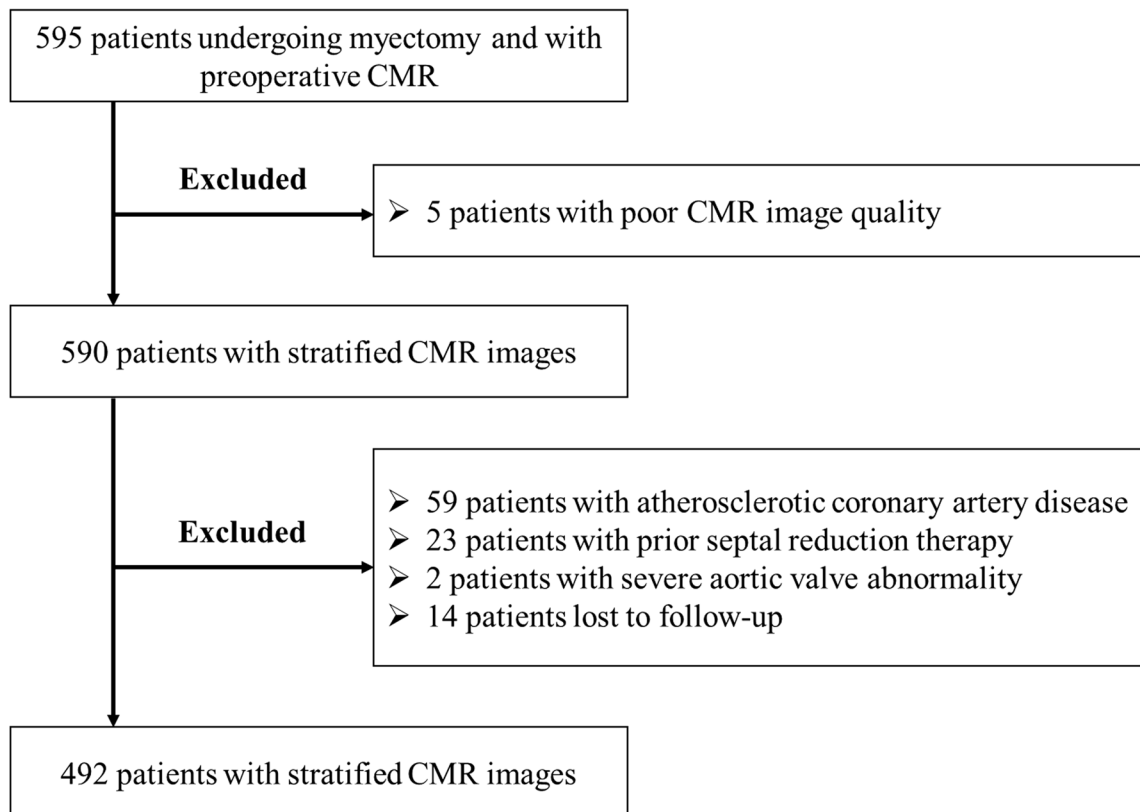 595 patients undergoing myectomy and with
preoperative CMR
Excluded
➢ 5 patients with poor CMR image quality
590 patients with stratified CMR images
Excluded
➢ 59 patients with atherosclerotic coronary artery disease
➢ 23 patients with prior septal reduction therapy
➢ 2 patients with severe aortic valve abnormality
➢ 14 patients lost to follow-up
492 patients with stratified CMR images